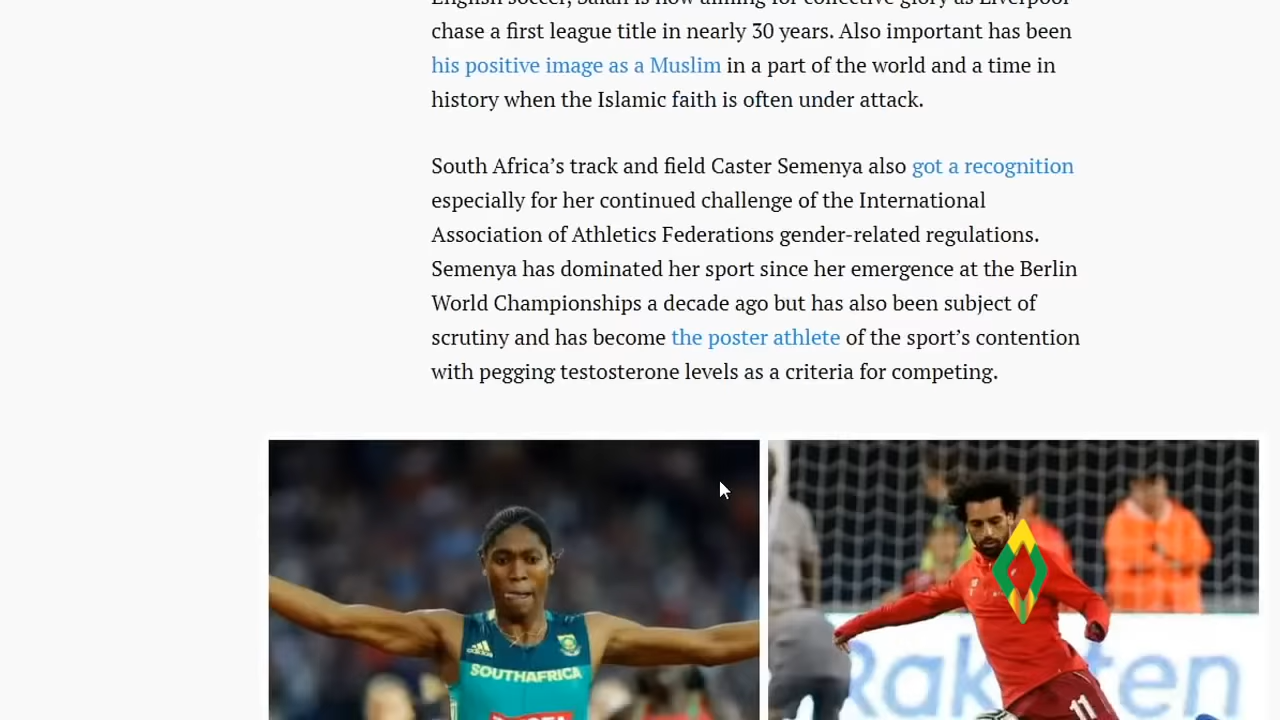 English soccer, Salah is now aiming for collective glory as Liverpool
chase a first league title in nearly 30 years. Also important has been
his positive image as a Muslim in a part of the world and a time in
history when the Islamic faith is often under attack.
South Africa’s track and field Caster Semenya also got a recognition
especially for her continued challenge of the International
Association of Athletics Federations gender-related regulations.
Semenya has dominated her sport since her emergence at the Berlin
World Championships a decade ago but has also been subject of
scrutiny and has become the poster athlete of the sport’s contention
with pegging testosterone levels as a criteria for competing.
adidas
SOUTH AFRICA
Rakuten
11